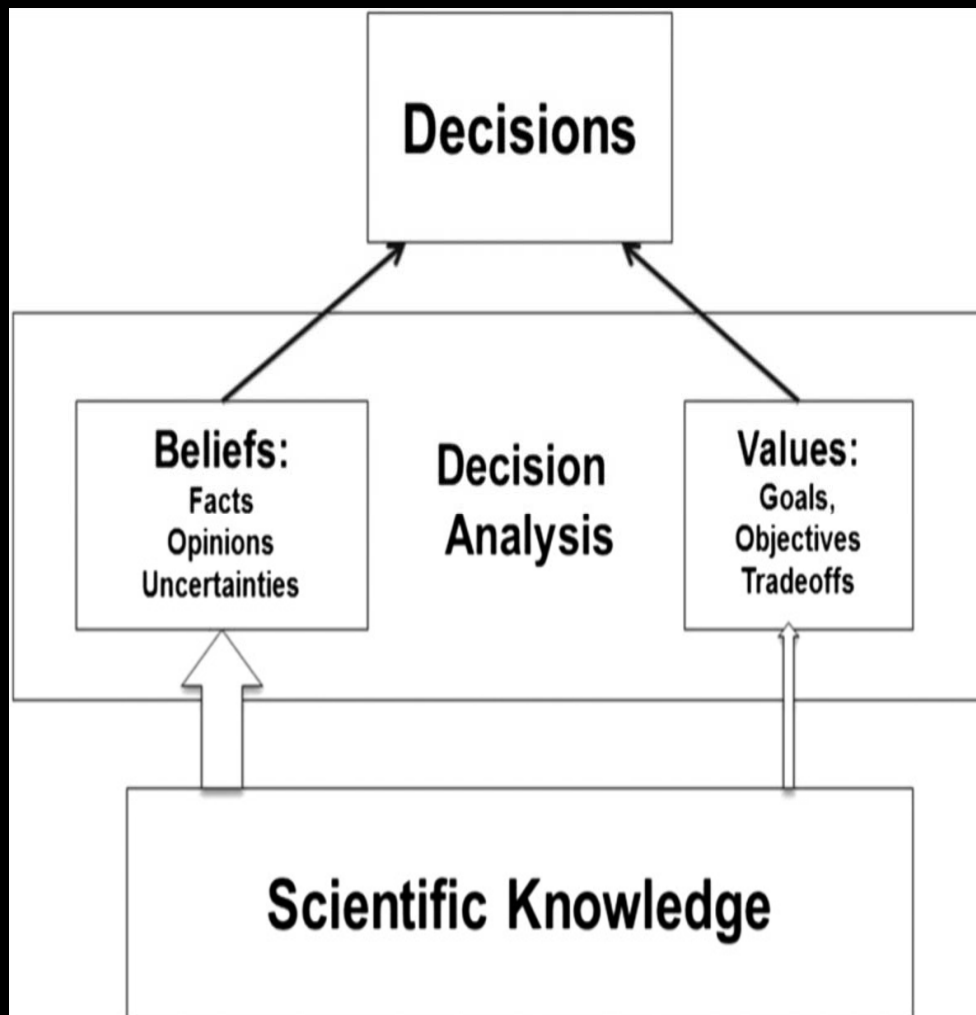 Decisions
Beliefs:
Facts
Opinions
Uncertainties
Decision
Analysis
Values:
Goals,
Objectives
Tradeoffs
Scientific Knowledge